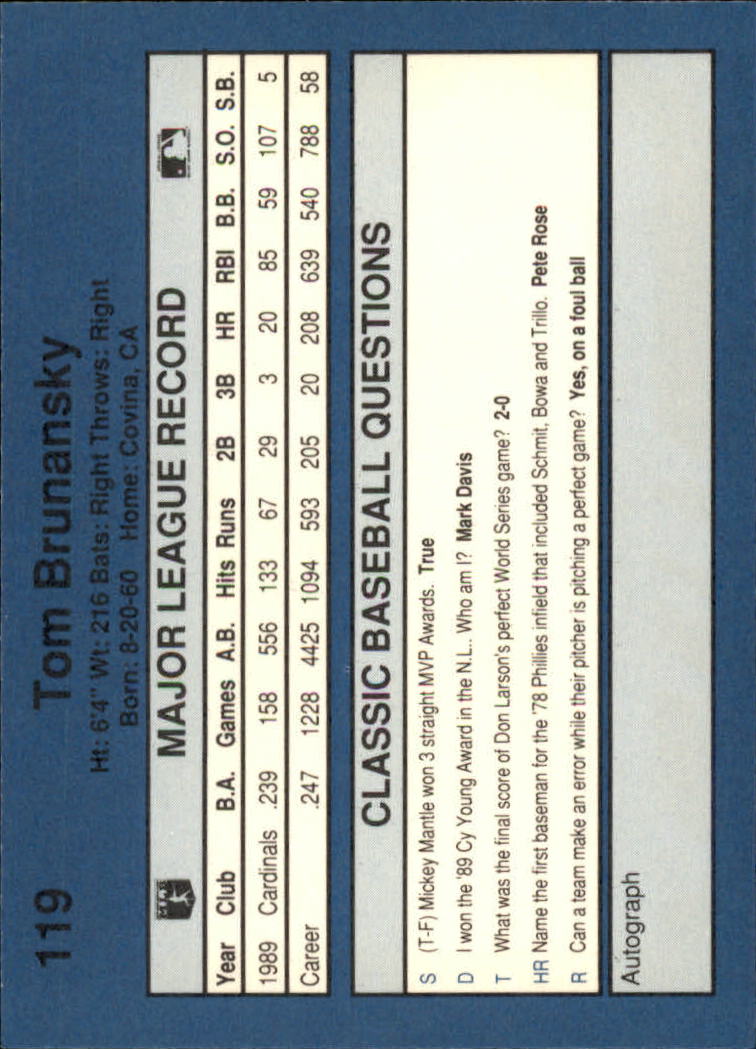 119 Tom Brunansky
Ht: 6'4" Wt: 216 Bats: Right Throws: Right
Born: 8-20-60 Home: Covina, CA
MAJOR LEAGUE RECORD
Year Club B.A. Games A.B. Hits Runs 2B 3B HR RBI B.B. S.O. S.B.
1989 Cardinals .239 158 556 133 67 29 3 20 85 59 107 5
Career .247 1228 4425 1094 593 205 20 208 639 540 788 58
CLASSIC BASEBALL QUESTIONS
S (T-F) Mickey Mantle won 3 straight MVP Awards. True
D I won the '89 Cy Young Award in the N.L.. Who am I? Mark Davis
T What was the final score of Don Larson's perfect World Series game? 2-0
HR Name the first baseman for the '78 Phillies infield that included Schmit, Bowa and Trillo. Pete Rose
R Can a team make an error while their pitcher is pitching a perfect game? Yes, on a foul ball
Autograph